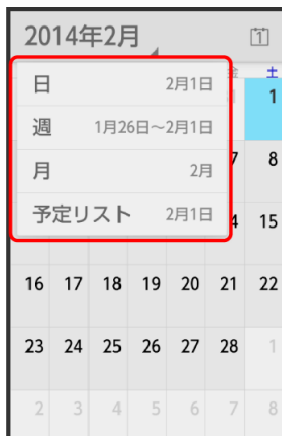 2014年2月 1
金 土
日 2月1日 1
週 1月26日～2月1日
7 8
月 2月
予定リスト 2月1日 4 15
16 17 18 19 20 21 22
23 24 25 26 27 28 1
2 3 4 5 6 7 8